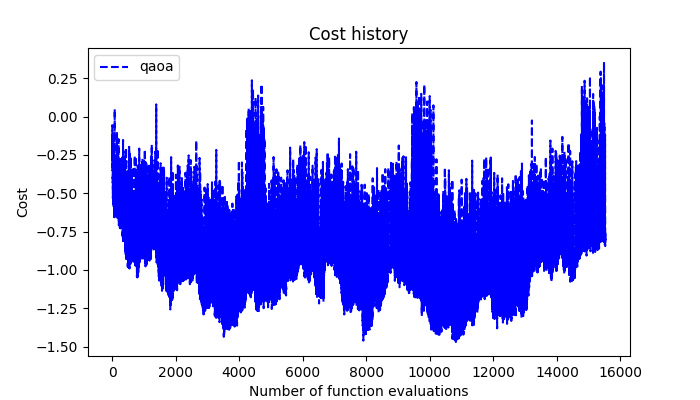 Cost history
qaoa
Cost
0.25
0.00
−0.25
−0.50
−0.75
−1.00
−1.25
−1.50
0 2000 4000 6000 8000 10000 12000 14000 16000
Number of function evaluations